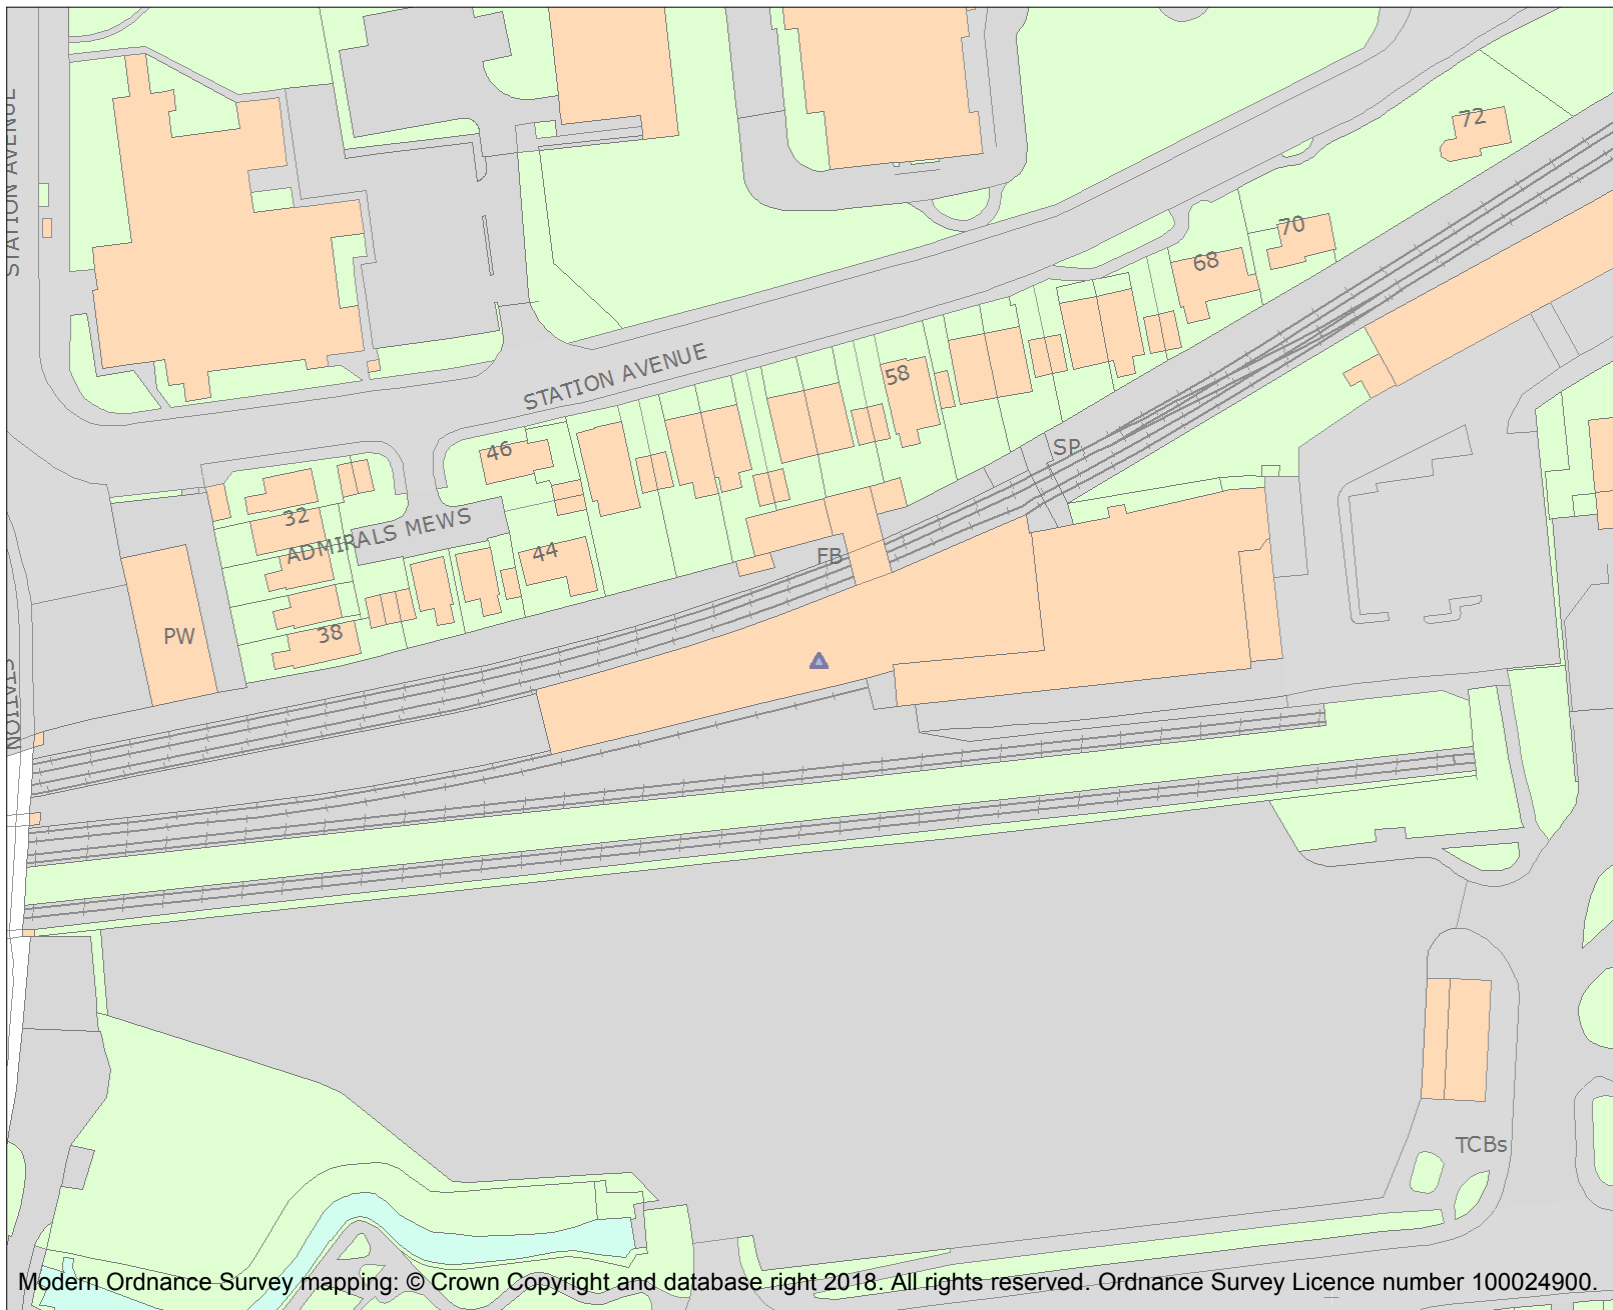 STATION AVENUE
72
70
68
STATION AVENUE
58
46
SP
32
ADMIRALS MEWS
44
FB
PW
38
STATION
TCBs
Modern Ordnance Survey mapping: © Crown Copyright and database right 2018. All rights reserved. Ordnance Survey Licence number 100024900.